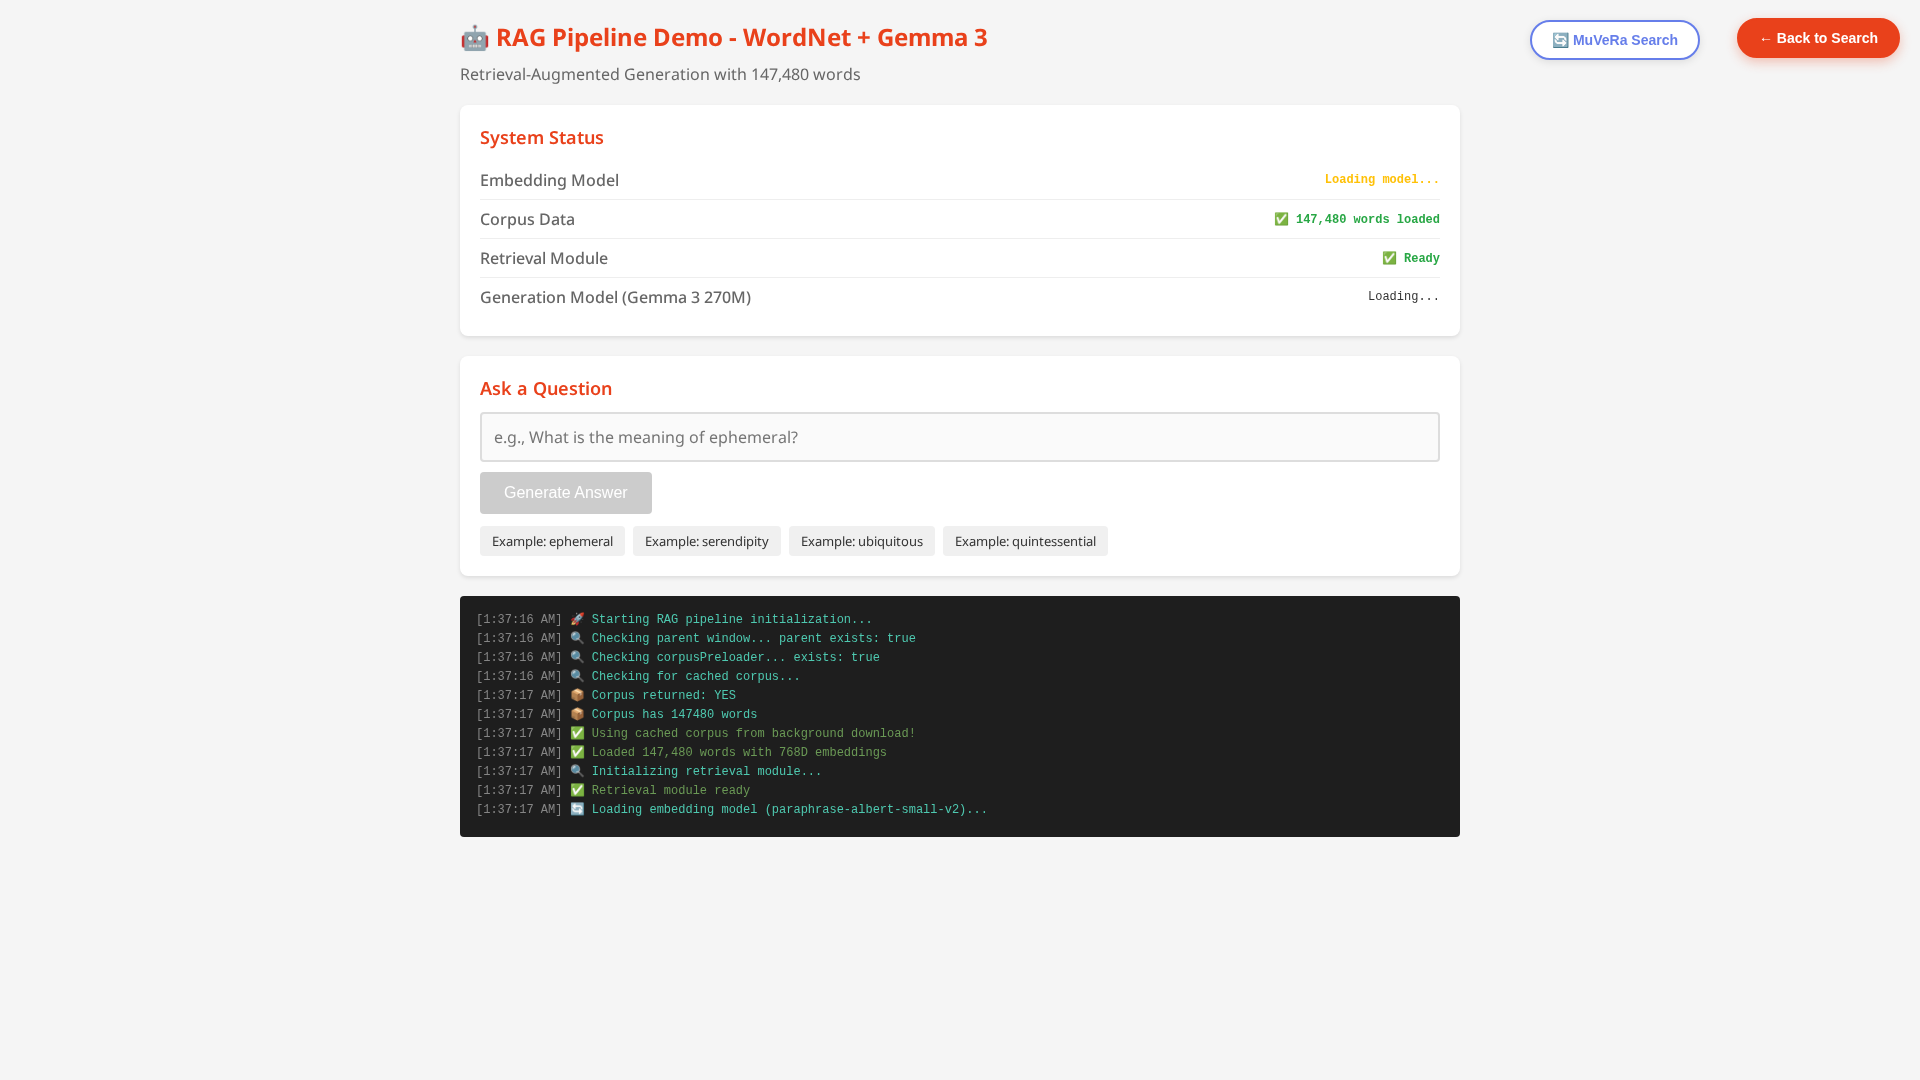 🤖 RAG Pipeline Demo - WordNet + Gemma 3
Retrieval-Augmented Generation with 147,480 words
🔄 MuVeRa Search
← Back to Search
System Status
Embedding Model Loading model...
Corpus Data ✅ 147,480 words loaded
Retrieval Module ✅ Ready
Generation Model (Gemma 3 270M) Loading...
Ask a Question
e.g., What is the meaning of ephemeral?
Generate Answer
Example: ephemeral Example: serendipity Example: ubiquitous Example: quintessential
[1:37:16 AM] 🚀 Starting RAG pipeline initialization...
[1:37:16 AM] 🔍 Checking parent window... parent exists: true
[1:37:16 AM] 🔍 Checking corpusPreloader... exists: true
[1:37:16 AM] 🔍 Checking for cached corpus...
[1:37:17 AM] 📦 Corpus returned: YES
[1:37:17 AM] 📦 Corpus has 147480 words
[1:37:17 AM] ✅ Using cached corpus from background download!
[1:37:17 AM] ✅ Loaded 147,480 words with 768D embeddings
[1:37:17 AM] 🔍 Initializing retrieval module...
[1:37:17 AM] ✅ Retrieval module ready
[1:37:17 AM] 🔄 Loading embedding model (paraphrase-albert-small-v2)...